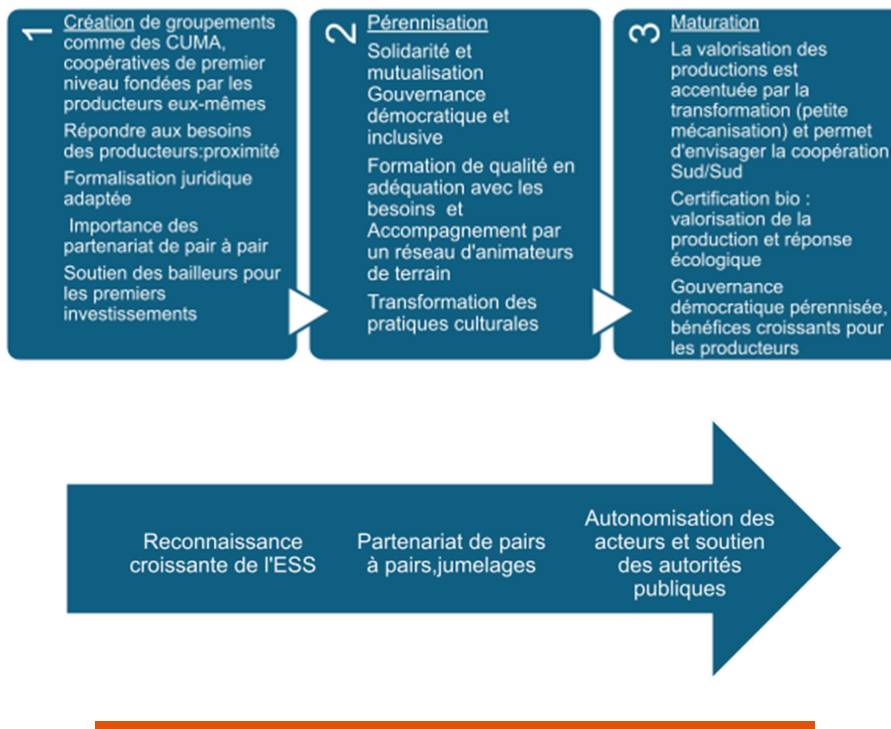 1
Création de groupements
comme des CUMA,
coopératives de premier
niveau fondées par les
producteurs eux-mêmes
Répondre aux besoins
des producteurs:proximité
Formalisation juridique
adaptée
Importance des
partenariat de pair à pair
Soutien des bailleurs pour
les premiers
investissements
2
Pérennisation
Solidarité et
mutualisation
Gouvernance
démocratique et
inclusive
Formation de qualité en
adéquation avec les
besoins et
Accompagnement par
un réseau d'animateurs
de terrain
Transformation des
pratiques culturales
3
Maturation
La valorisation des
productions est
accentuée par la
transformation (petite
mécanisation) et permet
d'envisager la coopération
Sud/Sud
Certification bio :
valorisation de la
production et réponse
écologique
Gouvernance
démocratique pérennisée,
bénéfices croissants pour
les producteurs
Reconnaissance
croissante de l'ESS
Partenariat de pairs
à pairs,jumelages
Autonomisation des
acteurs et soutien
des autorités
publiques